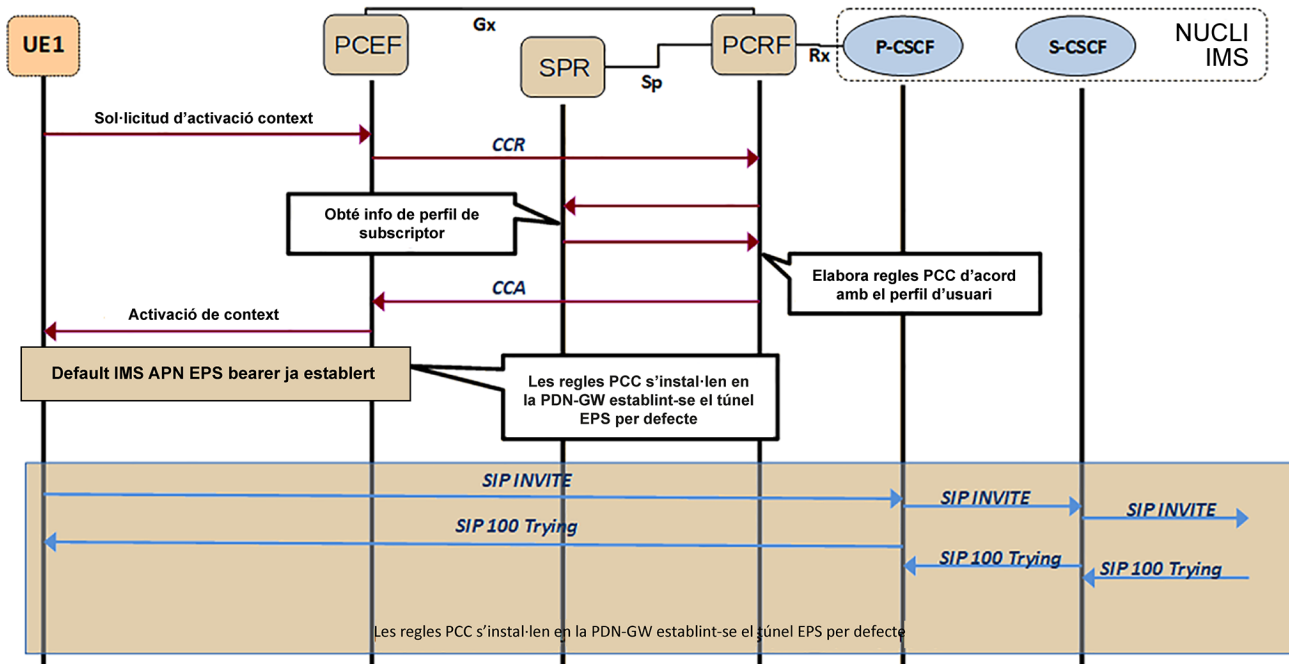 Gx
UE1
PCEF
SPR
Sp
PCRF
Rx
P-CSCF
S-CSCF
NUCLI
IMS
Sol·licitud d'activació context
CCR
Obté info de perfil de
subscriptor
Elabora regles PCC d'acord
amb el perfil d'usuari
CCA
Activació de context
Default IMS APN EPS bearer ja establert
Les regles PCC s'instal·len en
la PDN-GW establint-se el túnel
EPS per defecte
SIP INVITE
SIP INVITE
SIP INVITE
SIP 100 Trying
SIP 100 Trying
SIP 100 Trying
Les regles PCC s'instal·len en la PDN-GW establint-se el túnel EPS per defecte